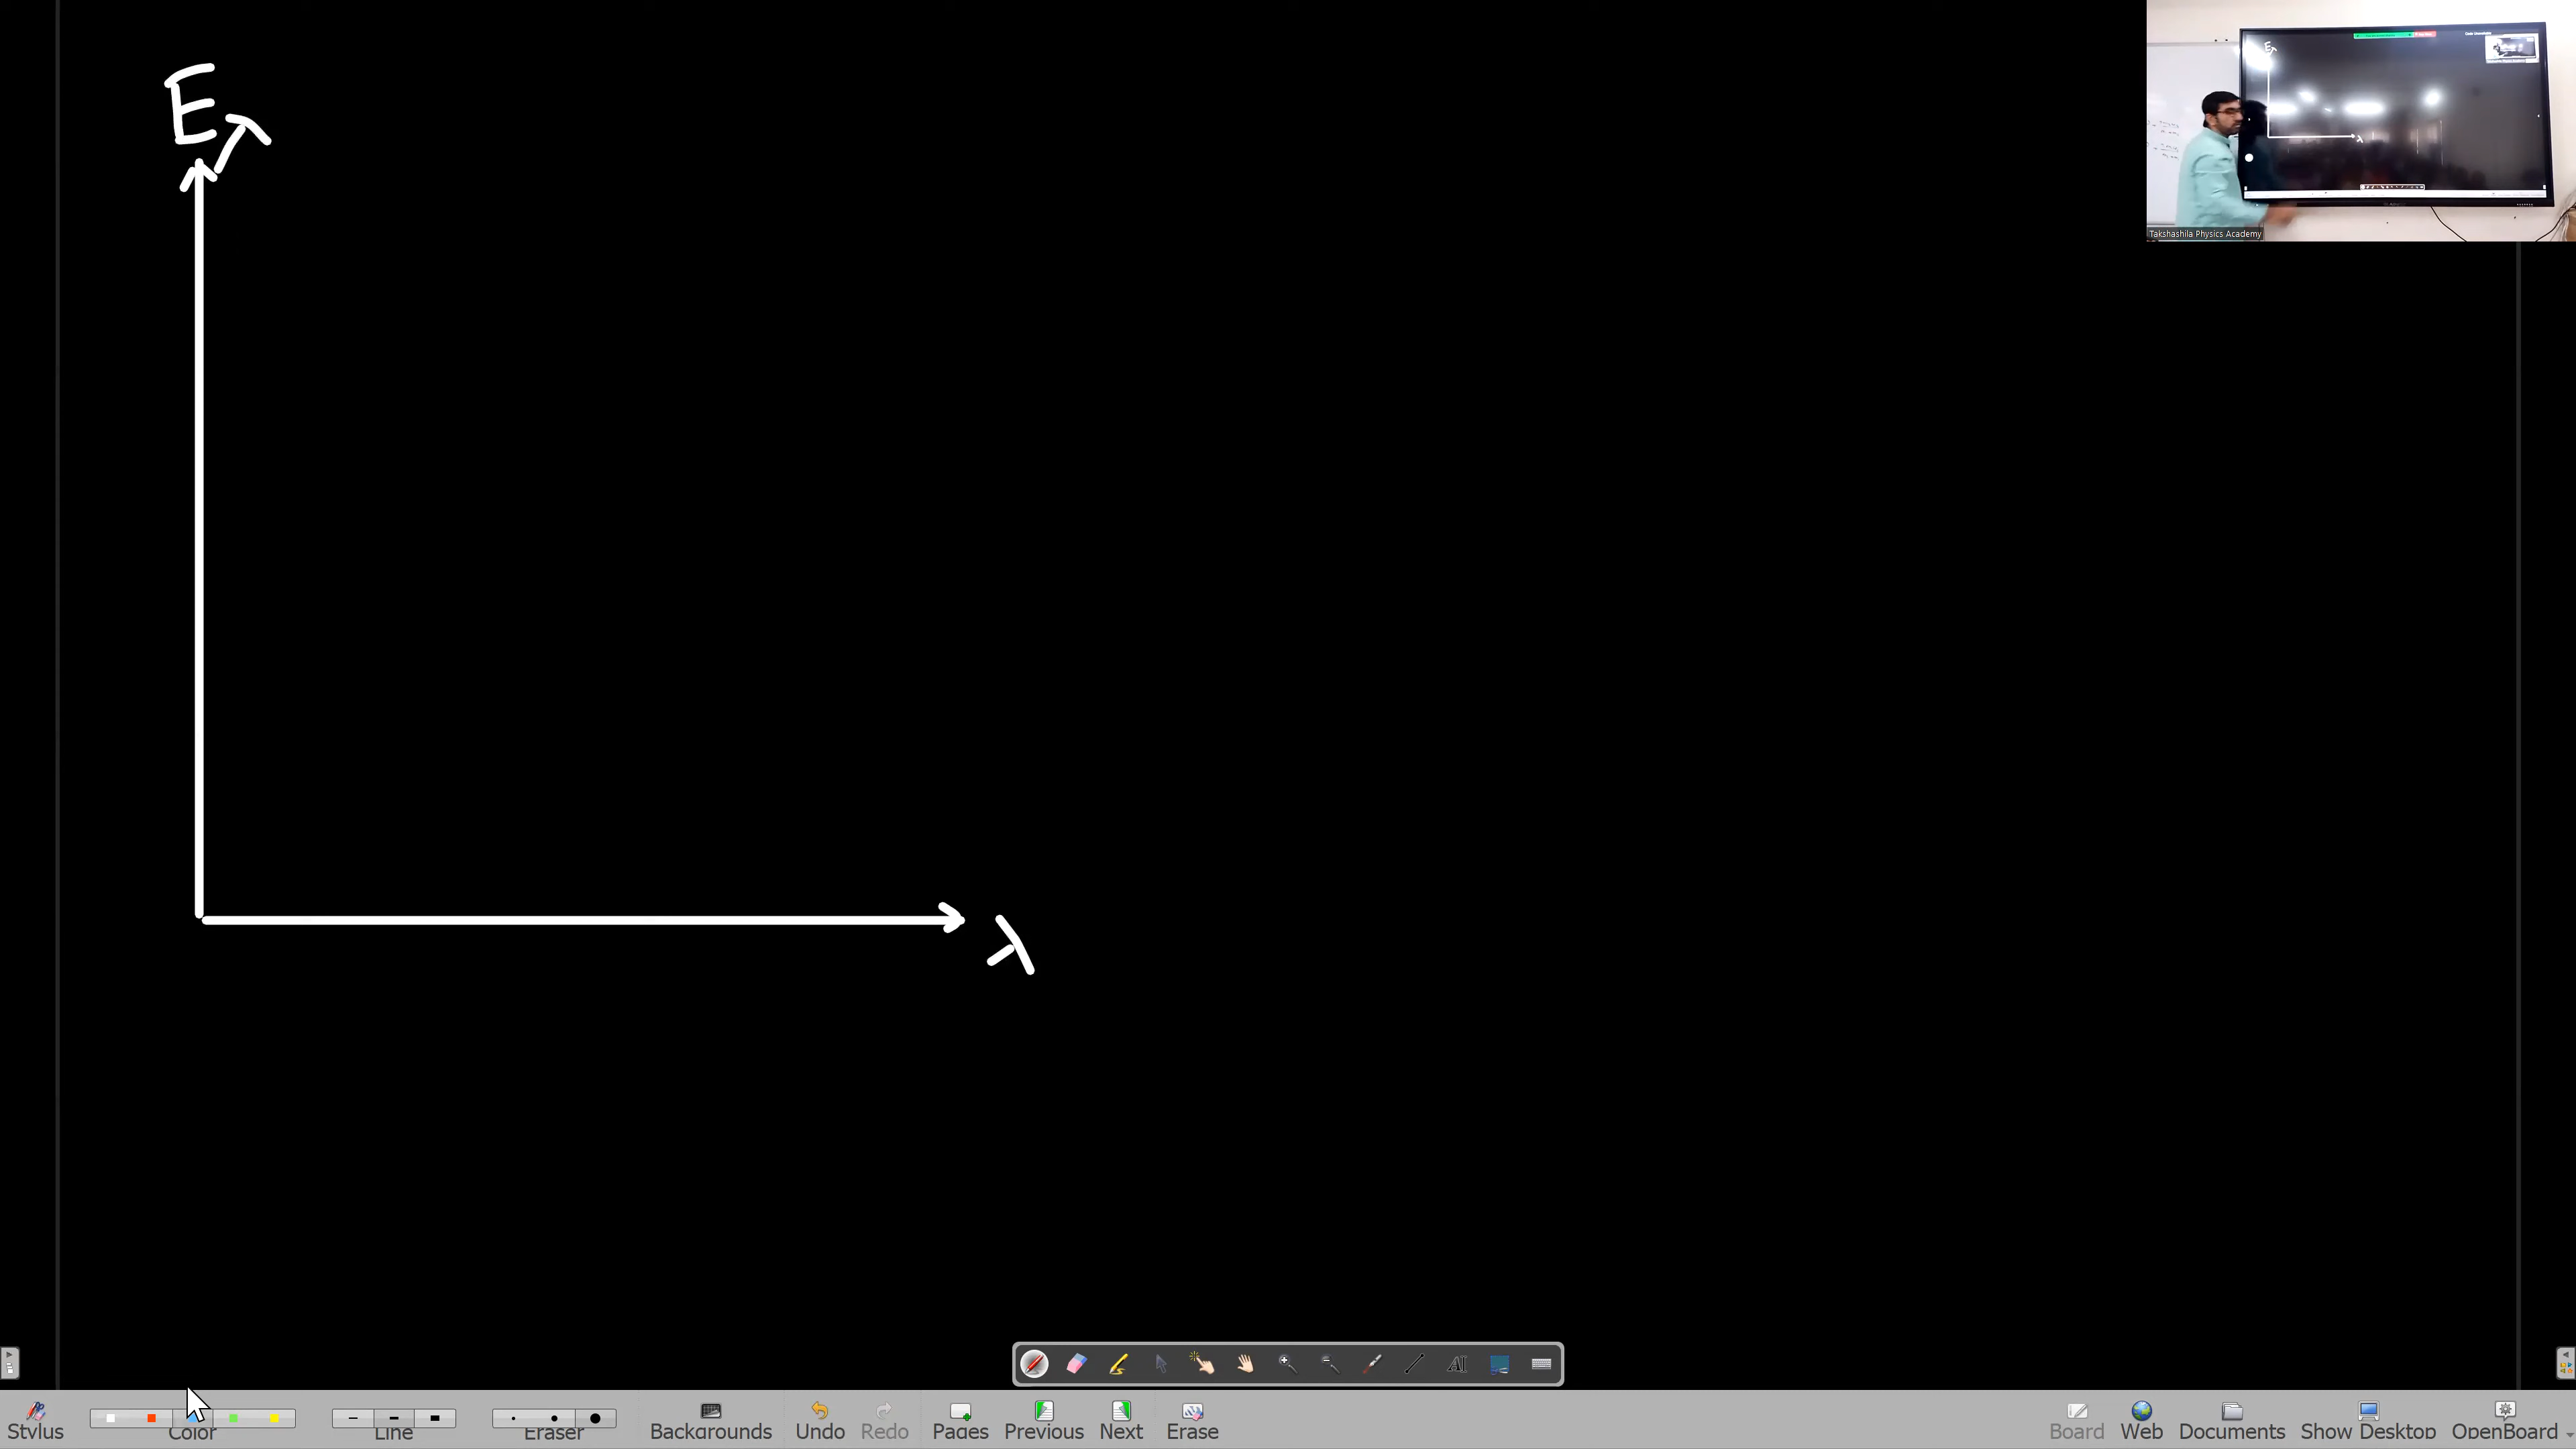 Eλ
λ
Takshashila Physics Academy
Stylus Color Line Eraser Backgrounds Undo Redo Pages Previous Next Erase Board Web Documents Show Desktop OpenBoard